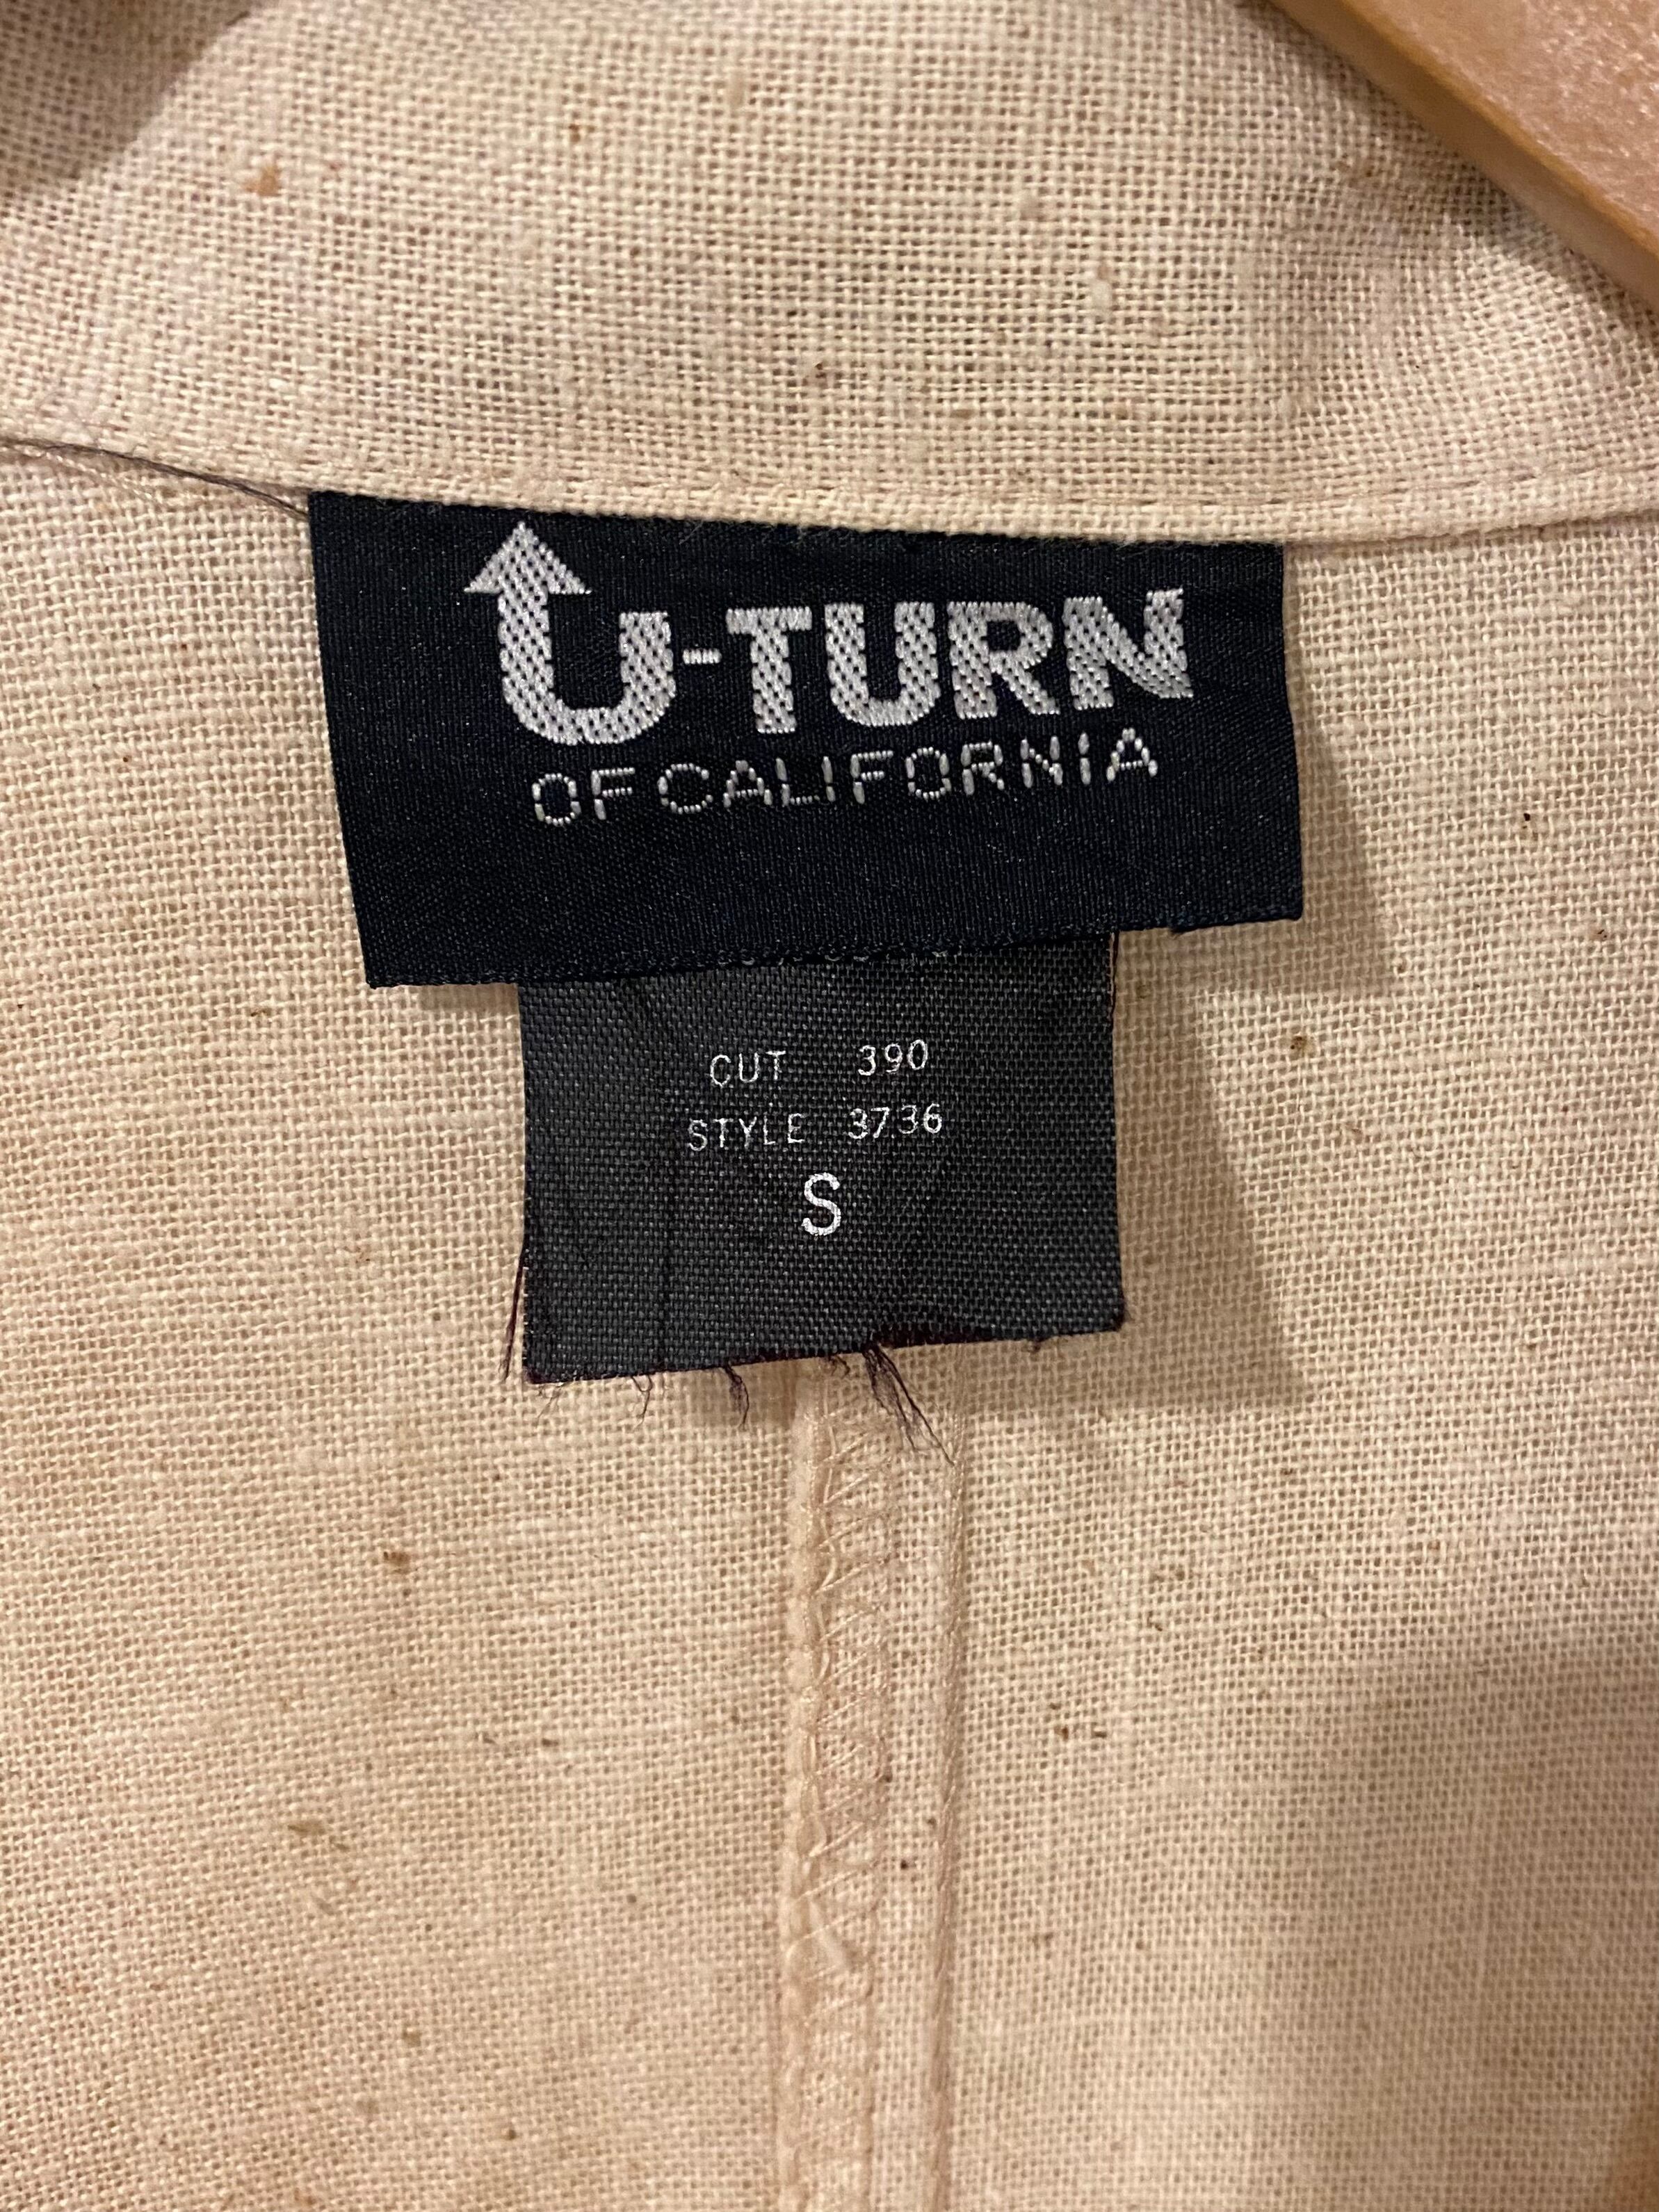 U-TURN
OF CALIFORNIA
CUT 390
STYLE 3736
S